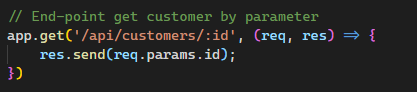 // End-point get customer by parameter
app.get('/api/customers/:id', (req, res) => {
    res.send(req.params.id);
})